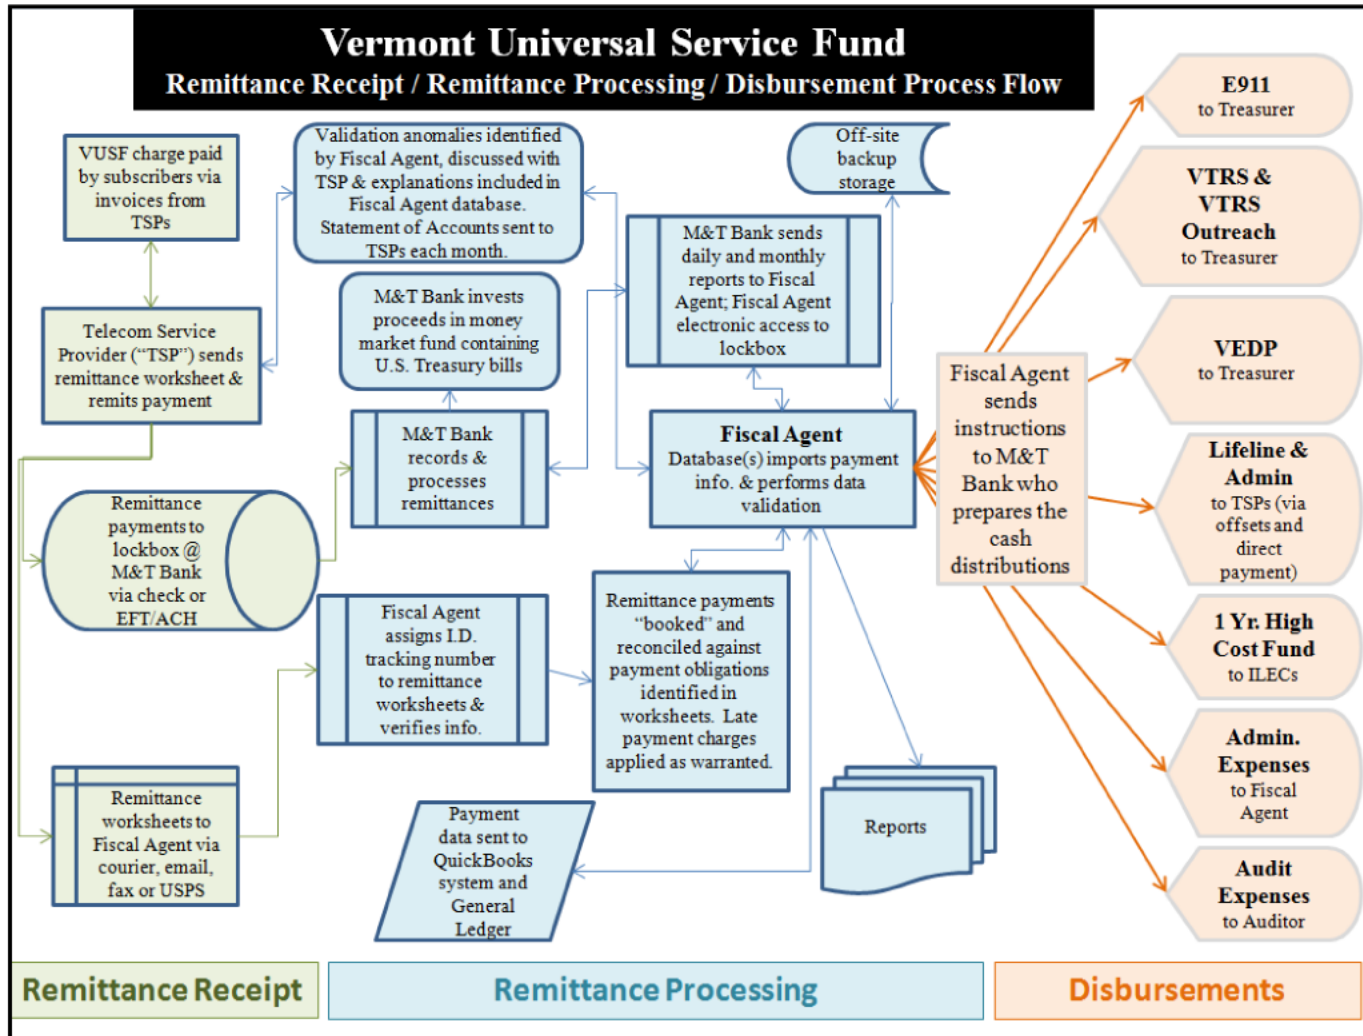 Vermont Universal Service Fund
Remittance Receipt / Remittance Processing / Disbursement Process Flow
VUSF charge paid
by subscribers via
invoices from
TSPs
Telecom Service
Provider (“TSP”) sends
remittance worksheet &
remits payment
Remittance
payments to
lockbox @
M&T Bank
via check or
EFT/ACH
Remittance
worksheets to
Fiscal Agent via
courier, email,
fax or USPS
Validation anomalies identified
by Fiscal Agent, discussed with
TSP & explanations included in
Fiscal Agent database.
Statement of Accounts sent to
TSPs each month.
M&T Bank invests
proceeds in money
market fund containing
U.S. Treasury bills
M&T Bank
records &
processes
remittances
Fiscal Agent
assigns I.D.
tracking number
to remittance
worksheets &
verifies info.
Payment
data sent to
QuickBooks
system and
General
Ledger
Off-site
backup
storage
M&T Bank sends
daily and monthly
reports to Fiscal
Agent; Fiscal Agent
electronic access to
lockbox
Fiscal Agent
Database(s) imports payment
info. & performs data
validation
Remittance payments
“booked” and
reconciled against
payment obligations
identified in
worksheets. Late
payment charges
applied as warranted.
Reports
Fiscal Agent
sends
instructions
to M&T
Bank who
prepares the
cash
distributions
E911
to Treasurer
VTRS &
VTRS
Outreach
to Treasurer
VEDP
to Treasurer
Lifeline &
Admin
to TSPs (via
offsets and
direct
payment)
1 Yr. High
Cost Fund
to ILECs
Admin.
Expenses
to Fiscal
Agent
Audit
Expenses
to Auditor
Remittance Receipt
Remittance Processing
Disbursements